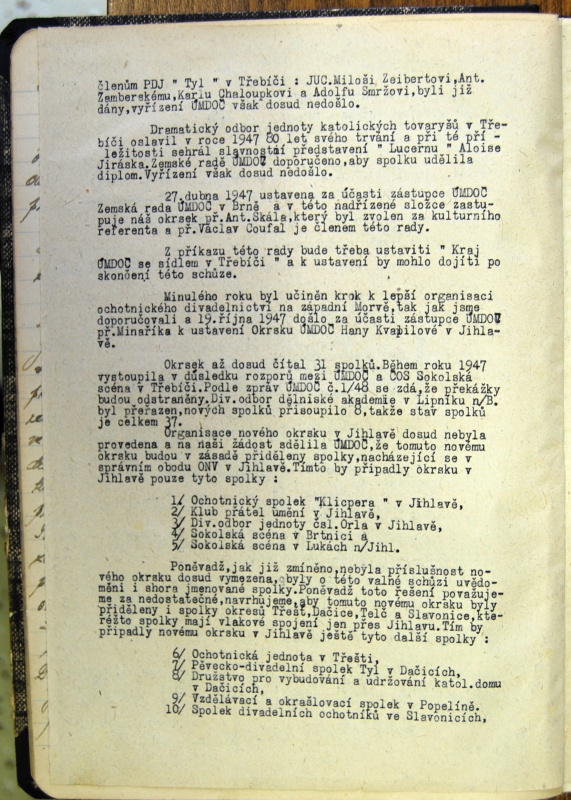 členům PDJ " Tyl " v Třebíči : JUC.Miloši Zeibertovi,Ant.
Zamberskému,Karlu Chaloupkovi a Adolfu Smržovi,byli již
dány,vyřízení ÚMDOČ však dosud nedošlo.
Dramatický odbor jednoty katolických tovaryšů v Tře-
bíči oslavil v roce 1947 80 let svého trvání a při té pří -
ležitosti sehrál slavnostní představení " Lucernu " Aloise
Jiráska.Zemské radě ÚMDOČ doporučeno,aby spolku udělila
diplom.Vyřízení však dosud nedošlo.
27.dubna 1947 ustavena za účasti zástupce ÚMDOČ
Zemská rada ÚMDOČ v Brně a v této nadřízené složce zastu-
puje náš okrsek př.Ant.Skála,který byl zvolen za kulturního
referenta a př.Václav Coufal je členem této rady.
Z příkazu této rady bude třeba ustaviti " Kraj
ÚMDOČ se sídlem v Třebíči " a k ustavení by mohlo dojíti po
skončení této schůze.
Minulého roku byl učiněn krok k lepší organisaci
ochotnického divadelnictví na západní Morvě,tak jak jsme
doporučovali a 19.října 1947 došlo za účasti zástupce ÚMDOČ
př.Minaříka k ustavení Okrsku ÚMDOČ Hany Kvapilové v Jihla-
vě.
Okrsek až dosud čítal 31 spolků.Během roku 1947
vystoupila v důsledku rozporů mezi ÚMDOČ a ČOS Sokolská
scéna v Třebíči.Podle zpráv ÚMDOČ č.1/48 se zdá,že překážky
budou odstraněny.Div.odbor dělniské akademie v Lipníku n/B.
byl přeřazen,nových spolků přisoupilo 8,takže stav spolků
je celkem 37.
Organisace nového okrsku v Jihlavě dosud nebyla
provedena a na naši žádost sdělila ÚMDOČ,že tomuto novému
okrsku budou v zásadě přiděleny spolky,nacházející se v
správním obodu ONV v Jihlavě.Tímto by připadly okrsku v
Jihlavě pouze tyto spolky :
1/ Ochotnický spolek "Klicpera " v Jihlavě,
2/ Klub přátel umění v Jihlavě,
3/ Div.odbor jednoty čsl.Orla v Jihlavě,
4/ Sokolská scéna v Brtnici a
5/ Sokolská scéna v Lukách n/Jihl.
Poněvadž,jak již zmíněno,nebyla příslušnost no-
vého okrsku dosud vymezena, byly o této valné schůzi uvědo-
mění i shora jmenované spolky.Poněvadž toto řešení považuje-
me za nedostatečné,navrhujeme,aby tomuto novému okrsku byly
přiděleny i spolky okresů Třešť,Dačice,Telč a Slavonice,kte-
réžto spolky mají vlakové spojení jen přes Jihlavu.Tím by
připadly novému okrsku v Jihlavě ještě tyto další spolky :
6/ Ochotnická jednota v Třešti,
7/ Pěvecko-divadelní spolek Tyl v Dačicích,
8/ Družstvo pro vybudování a udržování katol.domu
v Dačicích,
9/ Vzdělávací a okrašlovací spolek v Popelíně.
10/ Spolek divadelních ochotníků ve Slavonicích,